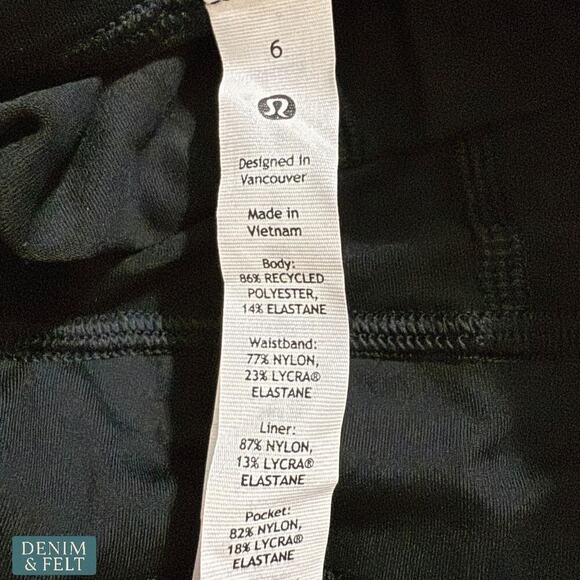 6
Designed in
Vancouver
Made in
Vietnam
Body:
86% RECYCLED
POLYESTER,
14% ELASTANE
Waistband:
77% NYLON,
23% LYCRA®
ELASTANE
Liner:
87% NYLON,
13% LYCRA®
ELASTANE
Pocket:
82% NYLON,
18% LYCRA®
ELASTANE
DENIM
& FELT